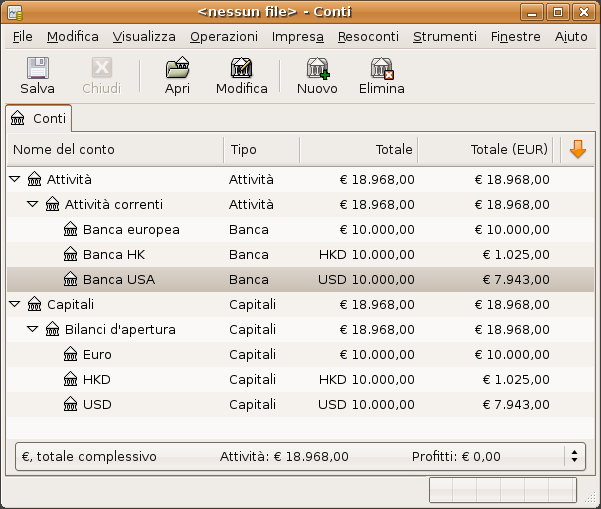 <nessun file> - Conti
File Modifica Visualizza Operazioni Impresa Resoconti Strumenti Finestre Aiuto
Salva Chiudi Apri Modifica Nuovo Elimina
Conti
Nome del conto Tipo Totale Totale (EUR)
Attività Attività € 18.968,00 € 18.968,00
Attività correnti Attività € 18.968,00 € 18.968,00
Banca europea Banca € 10.000,00 € 10.000,00
Banca HK Banca HKD 10.000,00 € 1.025,00
Banca USA Banca USD 10.000,00 € 7.943,00
Capitali Capitali € 18.968,00 € 18.968,00
Bilanci d'apertura Capitali € 18.968,00 € 18.968,00
Euro Capitali € 10.000,00 € 10.000,00
HKD Capitali HKD 10.000,00 € 1.025,00
USD Capitali USD 10.000,00 € 7.943,00
€, totale complessivo Attività: € 18.968,00 Profitti: € 0,00